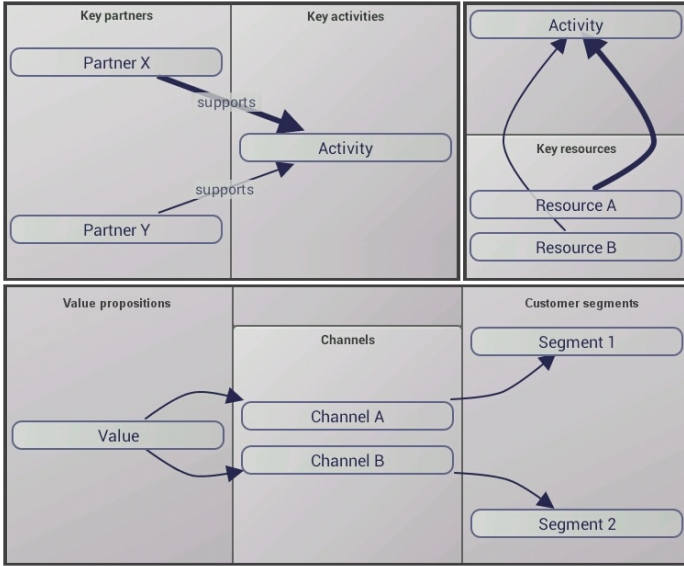 Key partners
Key activities
Partner X
supports
Activity
supports
Partner Y
Activity
Key resources
Resource A
Resource B
Value propositions
Customer segments
Channels
Segment 1
Channel A
Value
Channel B
Segment 2